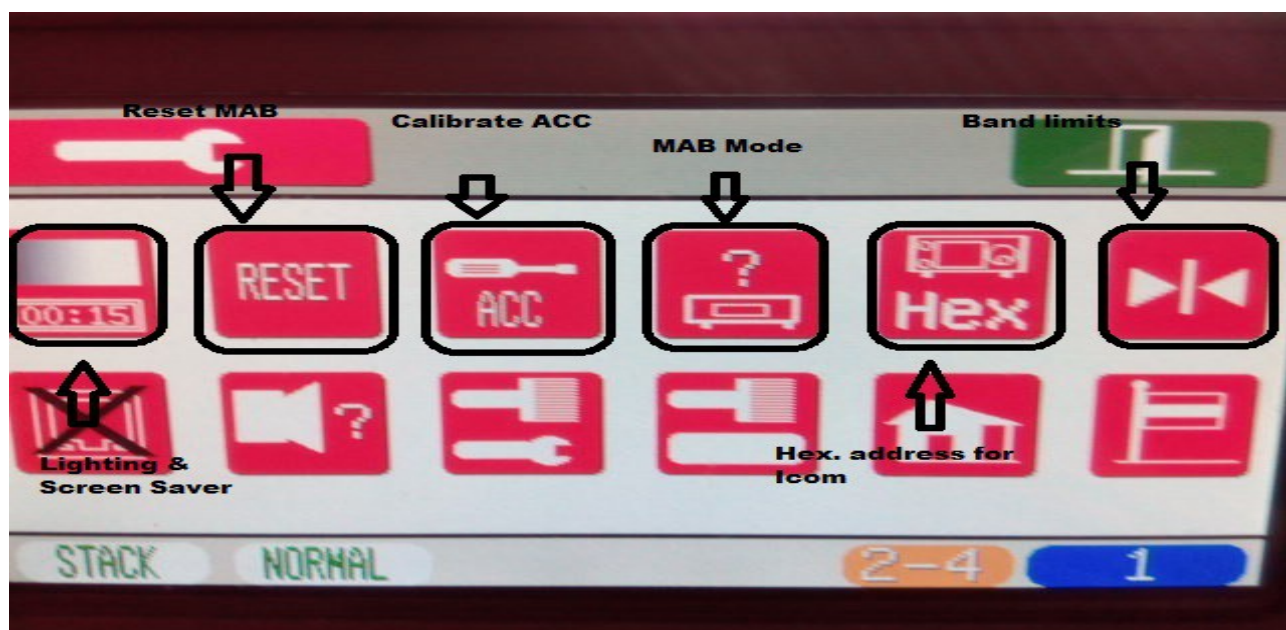 Reset MAB
Calibrate ACC
Band limits
MAB Mode
00:15
RESET
ACC
?
Hex
?
Lighting &
Screen Saver
Hex. address for
Icom
STACK
NORMAL
2-4
1